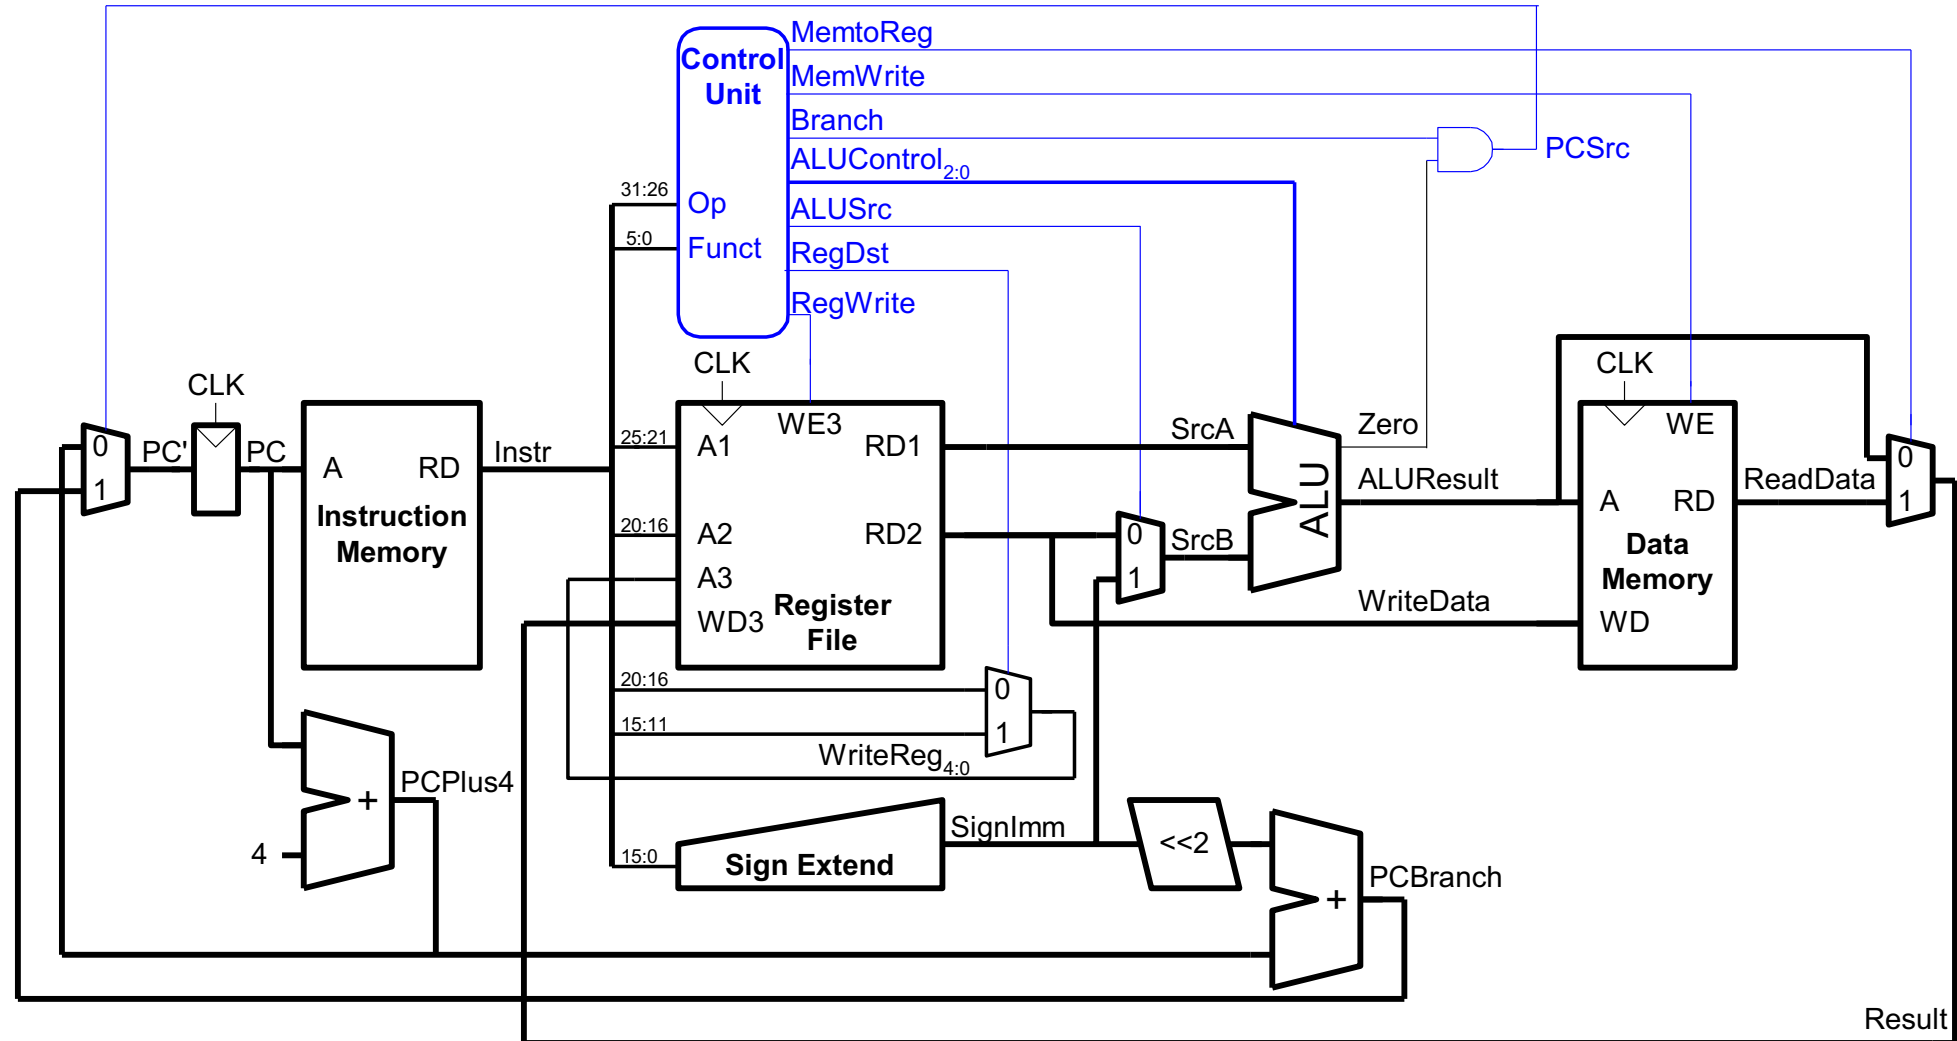 MemtoReg
Control
Unit
MemWrite
Branch
PCSrc
ALUControl2:0
31:26
Op
ALUSrc
5:0
Funct
RegDst
RegWrite
CLK
CLK
CLK
0
1
PC'
PC
A
RD
Instruction
Memory
Instr
25:21
A1
WE3
RD1
20:16
A2
RD2
A3
WD3
Register
File
SrcA
0
1
SrcB
ALU
Zero
ALUResult
WriteData
WE
A
RD
Data
Memory
WD
ReadData
0
1
20:16
0
15:11
1
WriteReg4:0
PCPlus4
+
4
15:0
Sign Extend
SignImm
<<2
+
PCBranch
Result